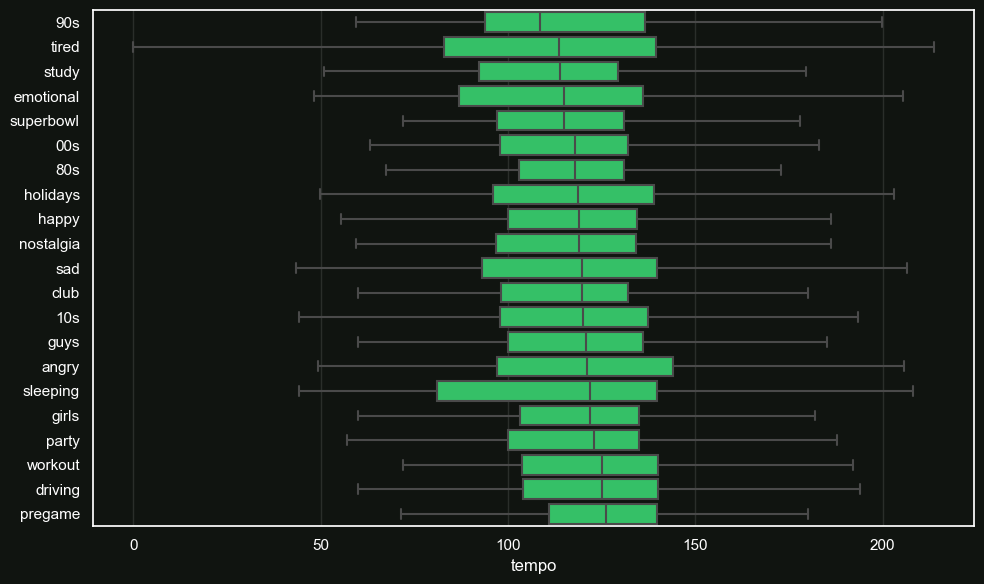 90s
tired
study
emotional
superbowl
00s
80s
holidays
happy
nostalgia
sad
club
10s
guys
angry
sleeping
girls
party
workout
driving
pregame
0 50 100 150 200
tempo